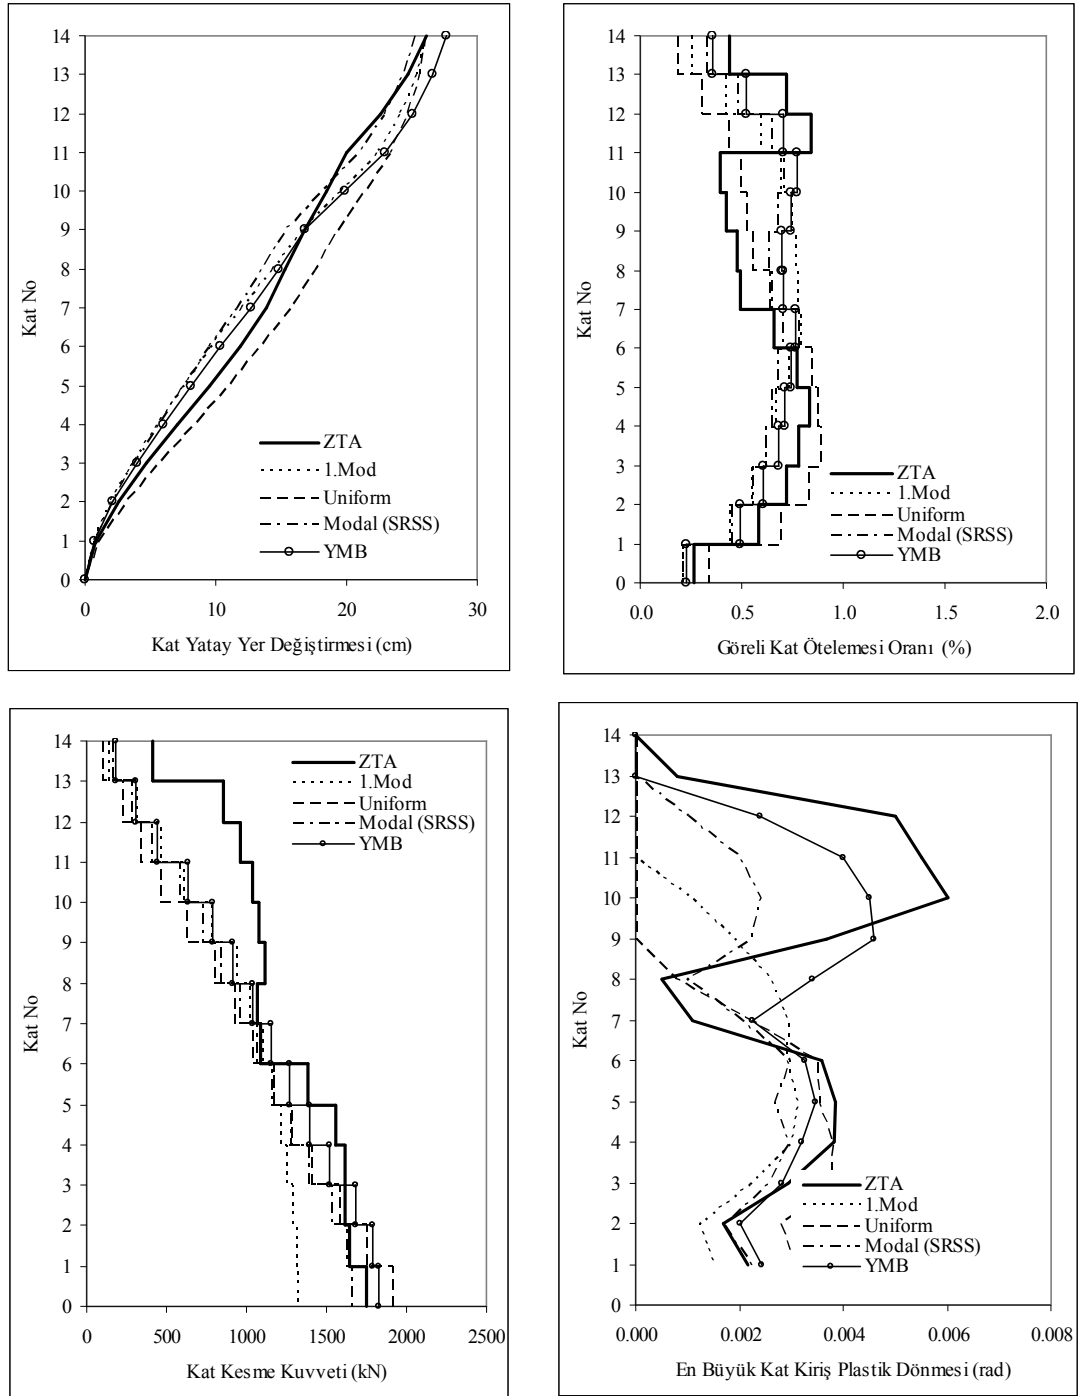 14
13
12
11
10
9
8
7
6
5
4
3
2
1
0
Kat No
ZTA
1.Mod
Uniform
Modal (SRSS)
YMB
0 10 20 30
Kat Yatay Yer Değiştirmesi (cm)
14
13
12
11
10
9
8
7
6
5
4
3
2
1
0
Kat No
ZTA
1.Mod
Uniform
Modal (SRSS)
YMB
0.0 0.5 1.0 1.5 2.0
Göreli Kat Ötelemesi Oranı (%)
14
13
12
11
10
9
8
7
6
5
4
3
2
1
0
Kat No
ZTA
1.Mod
Uniform
Modal (SRSS)
YMB
0 500 1000 1500 2000 2500
Kat Kesme Kuvveti (kN)
14
13
12
11
10
9
8
7
6
5
4
3
2
1
0
Kat No
ZTA
1.Mod
Uniform
Modal (SRSS)
YMB
0.000 0.002 0.004 0.006 0.008
En Büyük Kat Kiriş Plastik Dönmesi (rad)